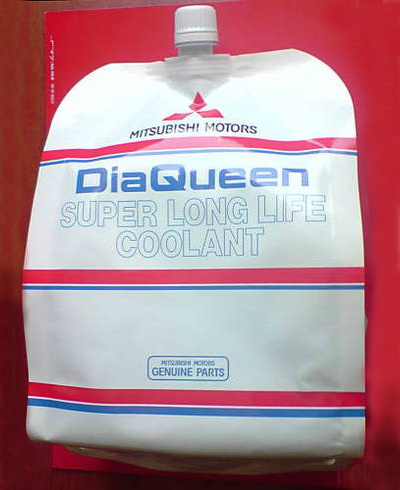 MITSUBISHI MOTORS
DiaQueen
SUPER LONG LIFE
COOLANT
MITSUBISHI MOTORS
GENUINE PARTS